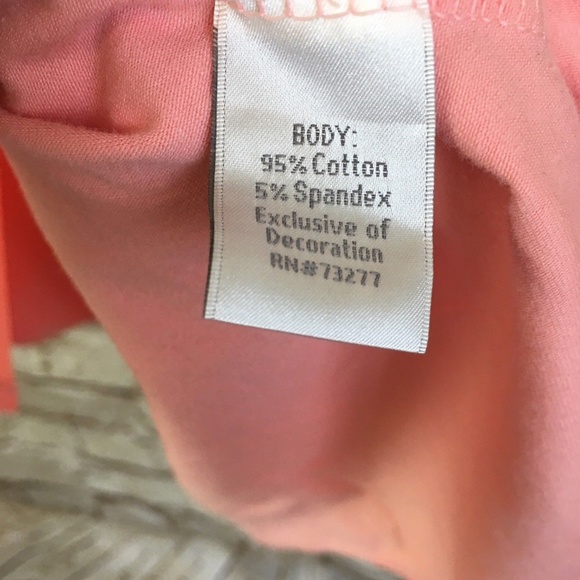 BODY:
95% Cotton
5% Spandex
Exclusive of
Decoration
RN#73277